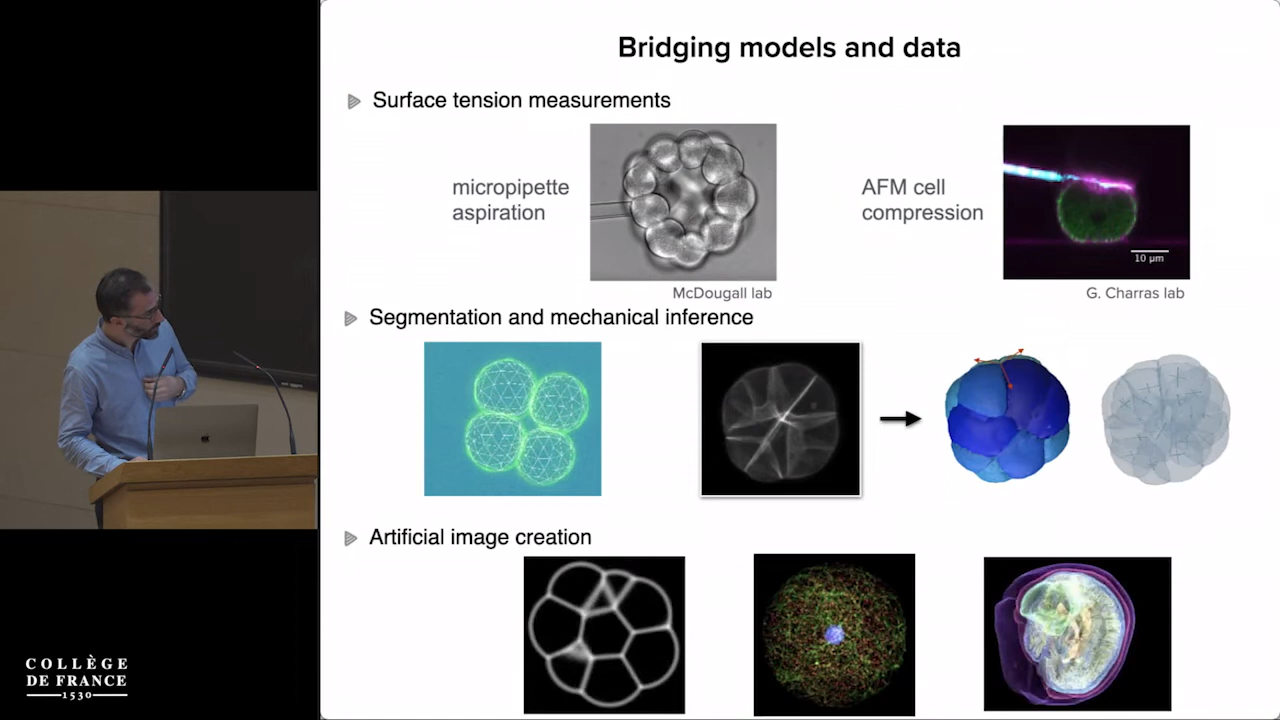 Bridging models and data
Surface tension measurements
micropipette
aspiration
McDougall lab
AFM cell
compression
10 µm
G. Charras lab
Segmentation and mechanical inference
Artificial image creation
COLLÈGE
DE FRANCE
1530